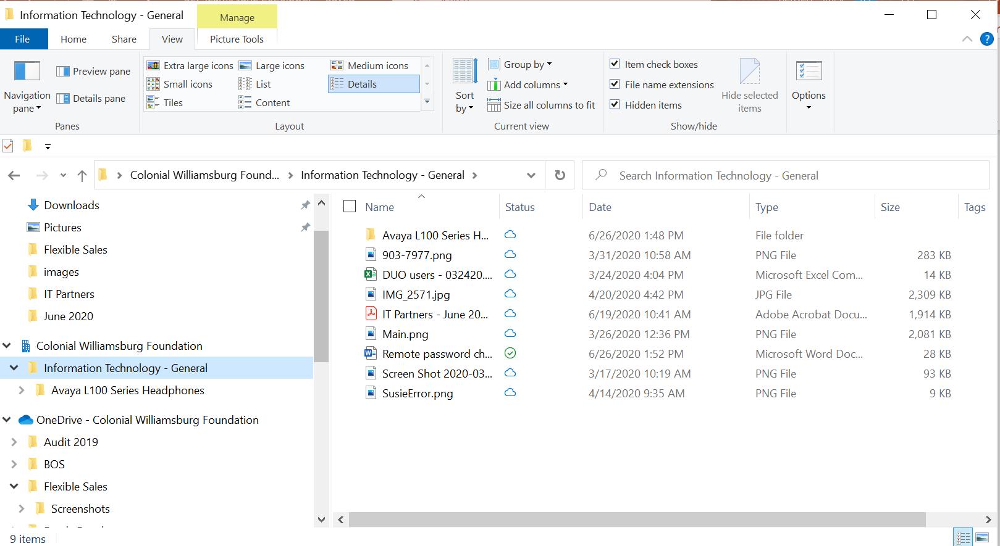 Information Technology - General
Manage
File
Home
Share
View
Picture Tools
?
Navigation pane
Preview pane
Details pane
Panes
Extra large icons
Large icons
Medium icons
Small icons
List
Details
Tiles
Content
Layout
Sort by
Group by
Add columns
Size all columns to fit
Current view
Item check boxes
File name extensions
Hidden items
Hide selected items
Show/hide
Options
Colonial Williamsburg Found...
Information Technology - General
Search Information Technology - General
Downloads
Pictures
Flexible Sales
images
IT Partners
June 2020
Colonial Williamsburg Foundation
Information Technology - General
Avaya L100 Series Headphones
OneDrive - Colonial Williamsburg Foundation
Audit 2019
BOS
Flexible Sales
Screenshots
Name Status Date Type Size Tags
Avaya L100 Series H... 6/26/2020 1:48 PM File folder
903-7977.png 3/31/2020 10:58 AM PNG File 283 KB
DUO users - 032420.... 3/24/2020 4:04 PM Microsoft Excel Com... 14 KB
IMG_2571.jpg 4/20/2020 4:42 PM JPG File 2,309 KB
IT Partners - June 20... 6/19/2020 10:41 AM Adobe Acrobat Docu... 1,914 KB
Main.png 3/26/2020 12:36 PM PNG File 2,081 KB
Remote password ch... 6/26/2020 1:52 PM Microsoft Word Doc... 28 KB
Screen Shot 2020-03... 3/17/2020 10:19 AM PNG File 93 KB
SusieError.png 4/14/2020 9:35 AM PNG File 9 KB
9 items